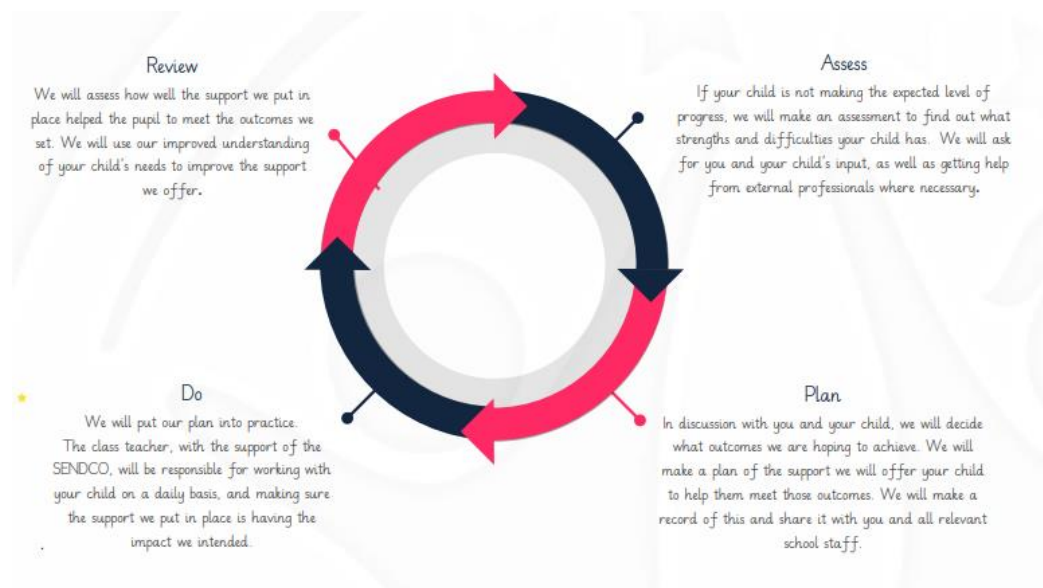 Review
We will assess how well the support we put in
place helped the pupil to meet the outcomes we
set. We will use our improved understanding
of your child's needs to improve the support
we offer.
Assess
If your child is not making the expected level of
progress, we will make an assessment to find out what
strengths and difficulties your child has. We will ask
for you and your child's input, as well as getting help
from external professionals where necessary.
Do
We will put our plan into practice.
The class teacher, with the support of the
SENDCO, will be responsible for working with
your child on a daily basis, and making sure
the support we put in place is having the
impact we intended.
Plan
In discussion with you and your child, we will decide
what outcomes we are hoping to achieve. We will
make a plan of the support we will offer your child
to help them meet those outcomes. We will make a
record of this and share it with you and all relevant
school staff.